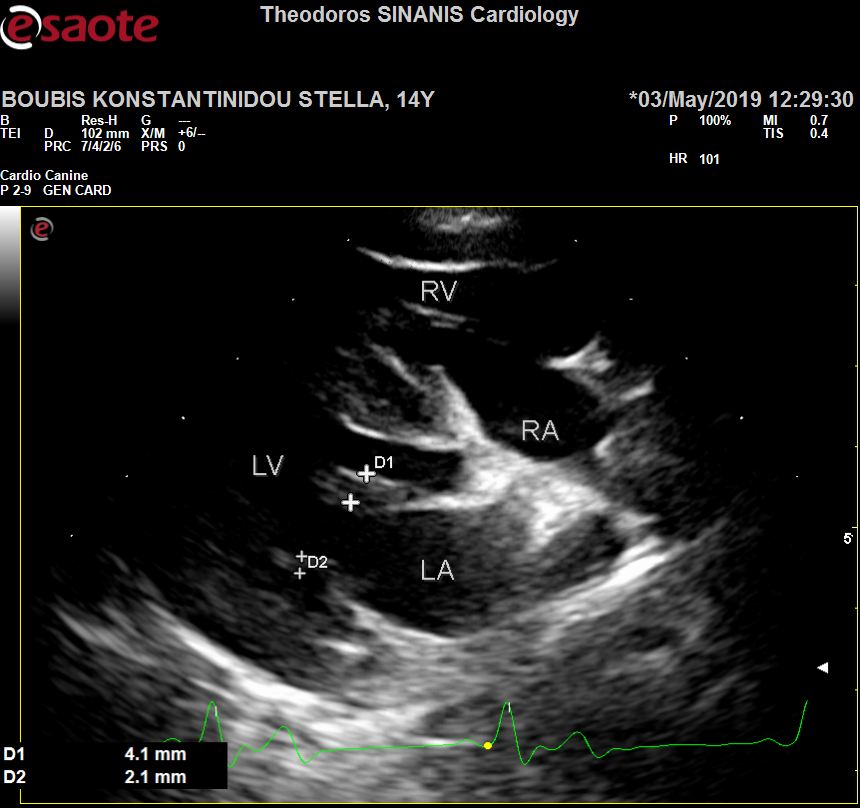 esaote
Theodoros SINANIS Cardiology
BOUBIS KONSTANTINIDOU STELLA, 14Y
*03/May/2019 12:29:30
B Res-H G ---
TEI D 102 mm X/M +6/--
PRC 7/4/2/6 PRS 0
P 100% MI 0.7
TIS 0.4
HR 101
Cardio Canine
P 2-9 GEN CARD
e
RV
RA
LV
D1
5
D2
LA
D1 4.1 mm
D2 2.1 mm